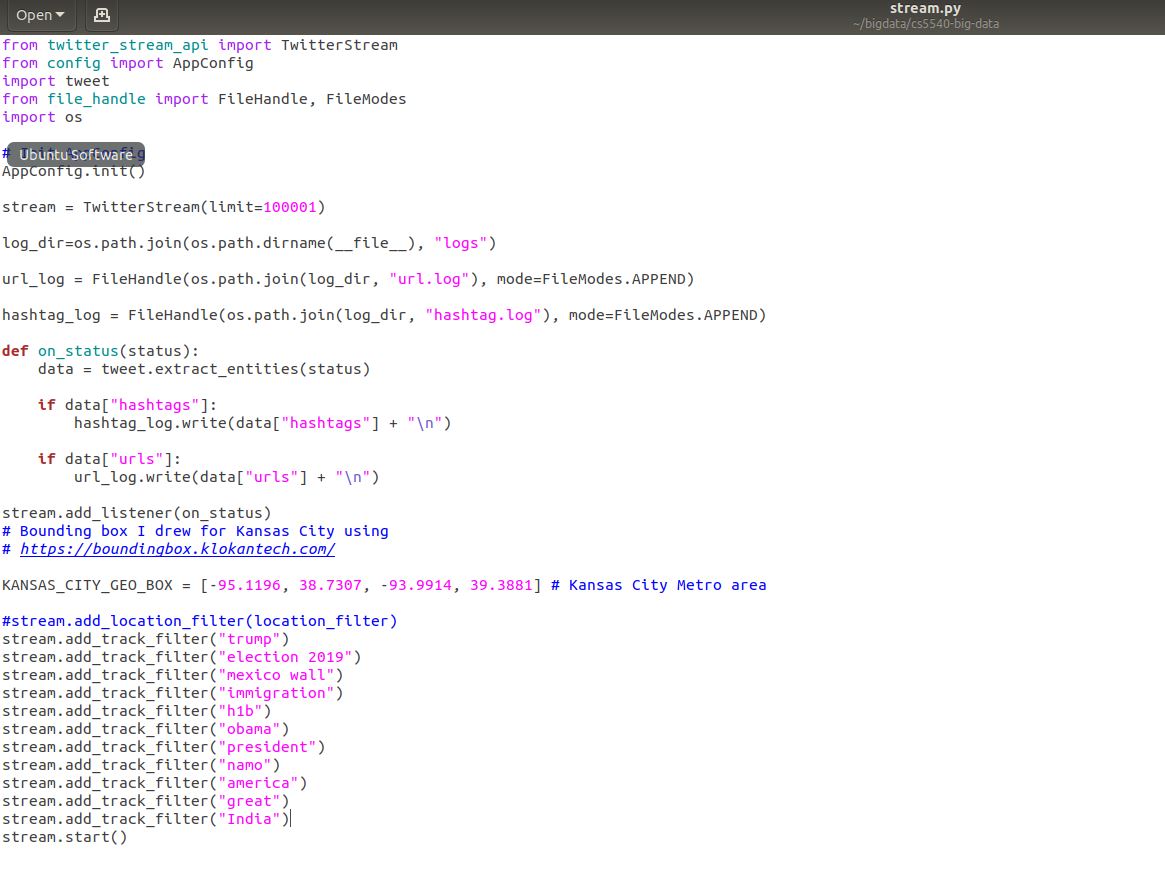 Open
stream.py
~/bigdata/cs5540-big-data
from twitter_stream_api import TwitterStream
from config import AppConfig
import tweet
from file_handle import FileHandle, FileModes
import os
# Init AppConfig
Ubuntu Software
AppConfig.init()
stream = TwitterStream(limit=100001)
log_dir=os.path.join(os.path.dirname(__file__), "logs")
url_log = FileHandle(os.path.join(log_dir, "url.log"), mode=FileModes.APPEND)
hashtag_log = FileHandle(os.path.join(log_dir, "hashtag.log"), mode=FileModes.APPEND)
def on_status(status):
    data = tweet.extract_entities(status)
    if data["hashtags"]:
        hashtag_log.write(data["hashtags"] + "\n")
    if data["urls"]:
        url_log.write(data["urls"] + "\n")
stream.add_listener(on_status)
# Bounding box I drew for Kansas City using
# https://boundingbox.klokantech.com/
KANSAS_CITY_GEO_BOX = [-95.1196, 38.7307, -93.9914, 39.3881] # Kansas City Metro area
#stream.add_location_filter(location_filter)
stream.add_track_filter("trump")
stream.add_track_filter("election 2019")
stream.add_track_filter("mexico wall")
stream.add_track_filter("immigration")
stream.add_track_filter("h1b")
stream.add_track_filter("obama")
stream.add_track_filter("president")
stream.add_track_filter("namo")
stream.add_track_filter("america")
stream.add_track_filter("great")
stream.add_track_filter("India")
stream.start()